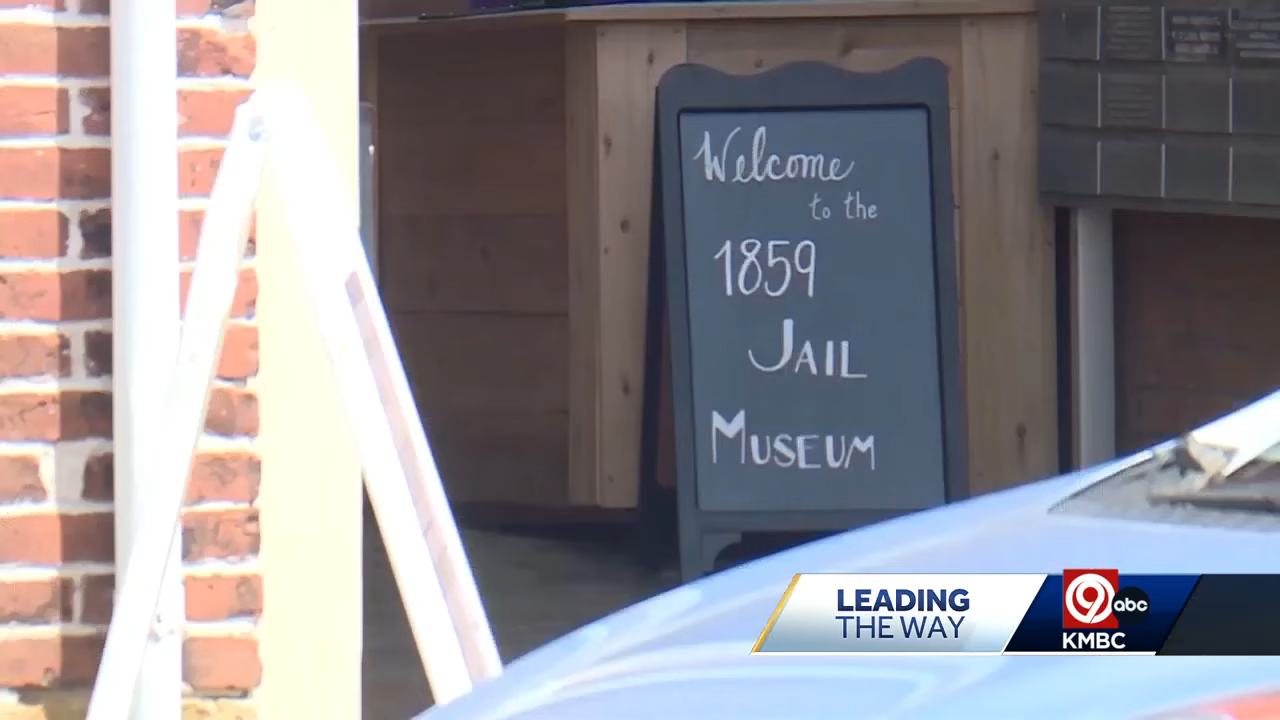 Welcome
to the
1859
JAIL
MUSEUM
LEADING
THE WAY
9
abc
KMBC